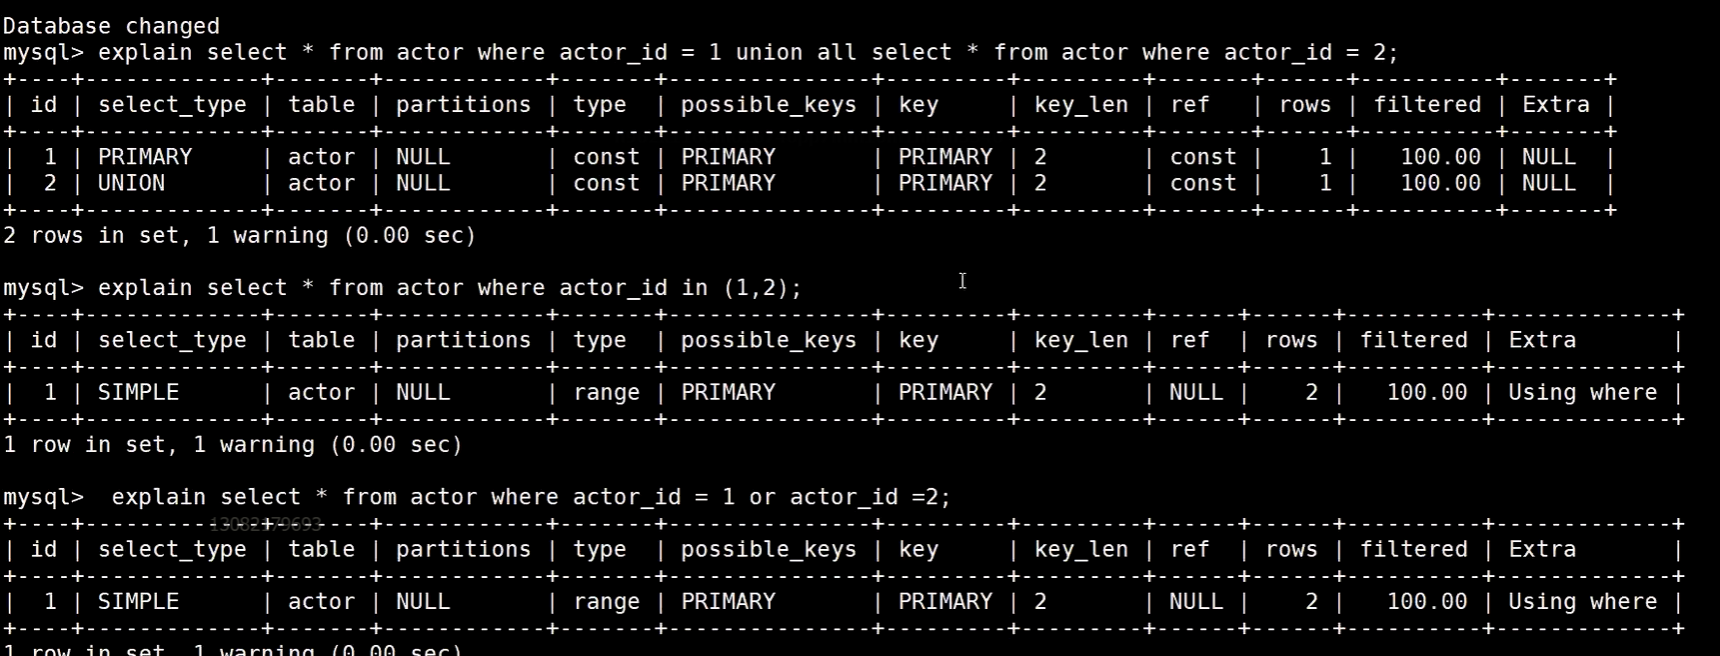 Database changed
mysql> explain select * from actor where actor_id = 1 union all select * from actor where actor_id = 2;
+----+-------------+-------+------------+-------+---------------+---------+---------+-------+------+----------+-------+
| id | select_type | table | partitions | type  | possible_keys | key     | key_len | ref   | rows | filtered | Extra |
+----+-------------+-------+------------+-------+---------------+---------+---------+-------+------+----------+-------+
|  1 | PRIMARY     | actor | NULL       | const | PRIMARY       | PRIMARY | 2       | const |    1 |   100.00 | NULL  |
|  2 | UNION       | actor | NULL       | const | PRIMARY       | PRIMARY | 2       | const |    1 |   100.00 | NULL  |
+----+-------------+-------+------------+-------+---------------+---------+---------+-------+------+----------+-------+
2 rows in set, 1 warning (0.00 sec)
mysql> explain select * from actor where actor_id in (1,2);
+----+-------------+-------+------------+-------+---------------+---------+---------+------+------+----------+-------------+
| id | select_type | table | partitions | type  | possible_keys | key     | key_len | ref  | rows | filtered | Extra       |
+----+-------------+-------+------------+-------+---------------+---------+---------+------+------+----------+-------------+
|  1 | SIMPLE      | actor | NULL       | range | PRIMARY       | PRIMARY | 2       | NULL |    2 |   100.00 | Using where |
+----+-------------+-------+------------+-------+---------------+---------+---------+------+------+----------+-------------+
1 row in set, 1 warning (0.00 sec)
mysql>  explain select * from actor where actor_id = 1 or actor_id =2;
+----+-------------+-------+------------+-------+---------------+---------+---------+------+------+----------+-------------+
| id | select_type | table | partitions | type  | possible_keys | key     | key_len | ref  | rows | filtered | Extra       |
+----+-------------+-------+------------+-------+---------------+---------+---------+------+------+----------+-------------+
|  1 | SIMPLE      | actor | NULL       | range | PRIMARY       | PRIMARY | 2       | NULL |    2 |   100.00 | Using where |
+----+-------------+-------+------------+-------+---------------+---------+---------+------+------+----------+-------------+
1 row in set, 1 warning (0.00 sec)